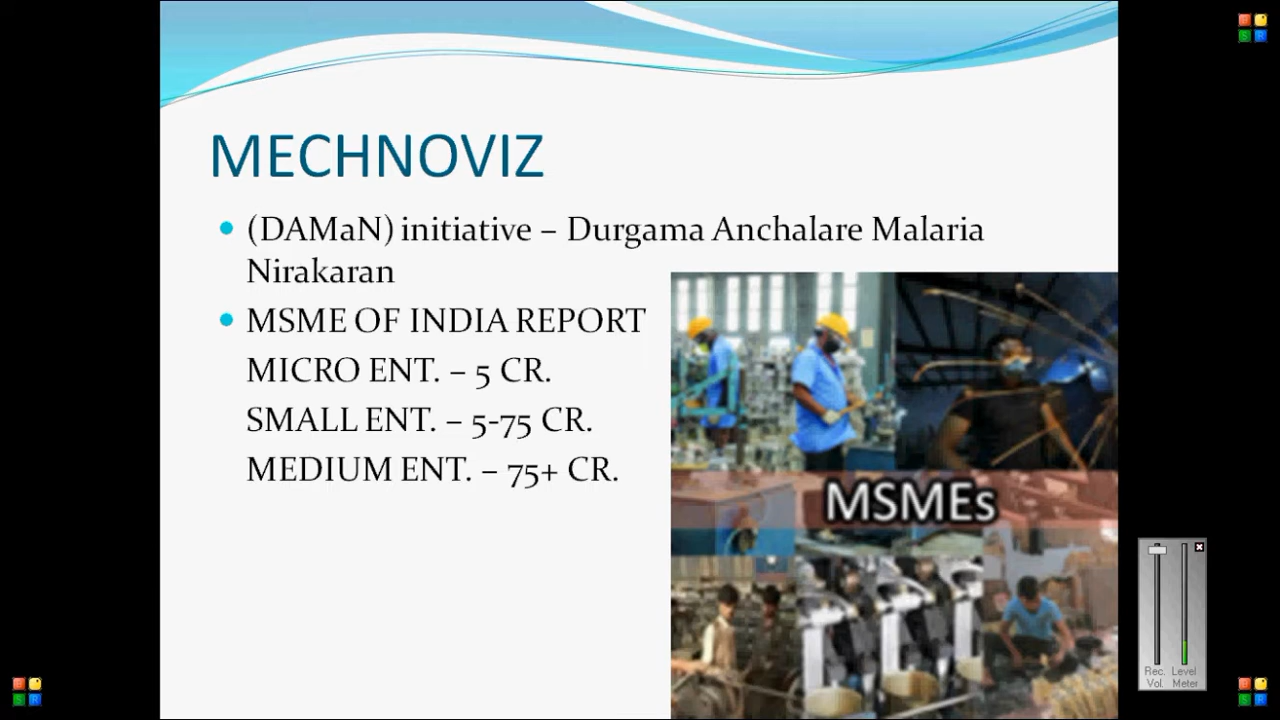 MECHNOVIZ
(DAMaN) initiative – Durgama Anchalare Malaria
Nirakaran
MSME OF INDIA REPORT
MICRO ENT. – 5 CR.
SMALL ENT. – 5-75 CR.
MEDIUM ENT. – 75+ CR.
MSMEs
Rec. Level
Vol. Meter